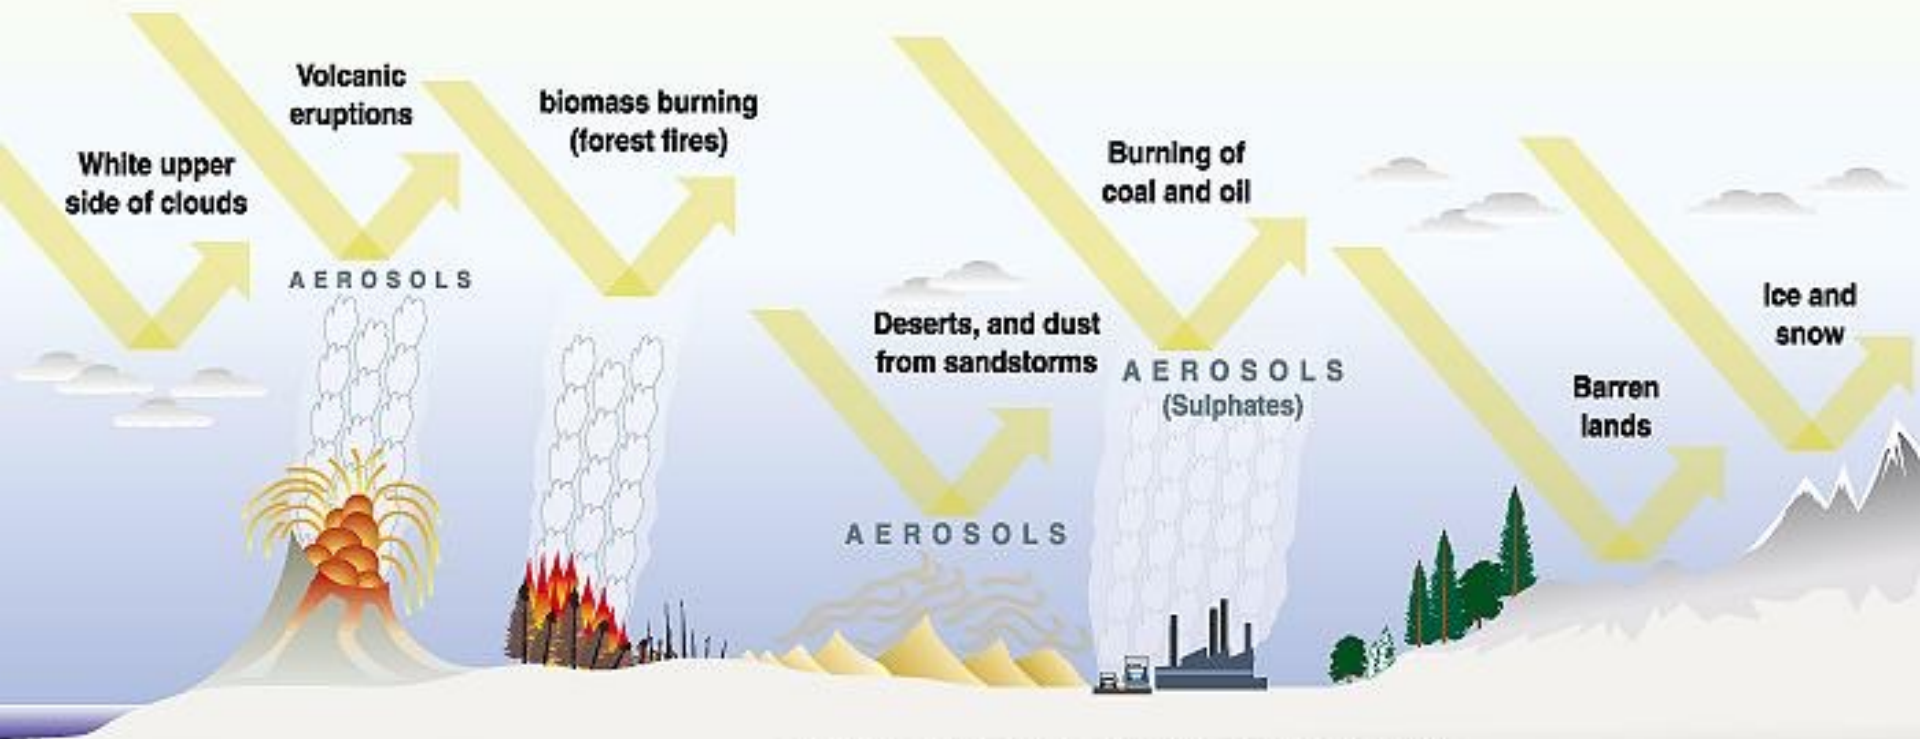 White upper
side of clouds
Volcanic
eruptions
AEROSOLS
biomass burning
(forest fires)
Deserts, and dust
from sandstorms
AEROSOLS
Burning of
coal and oil
AEROSOLS
(Sulphates)
Barren
lands
Ice and
snow